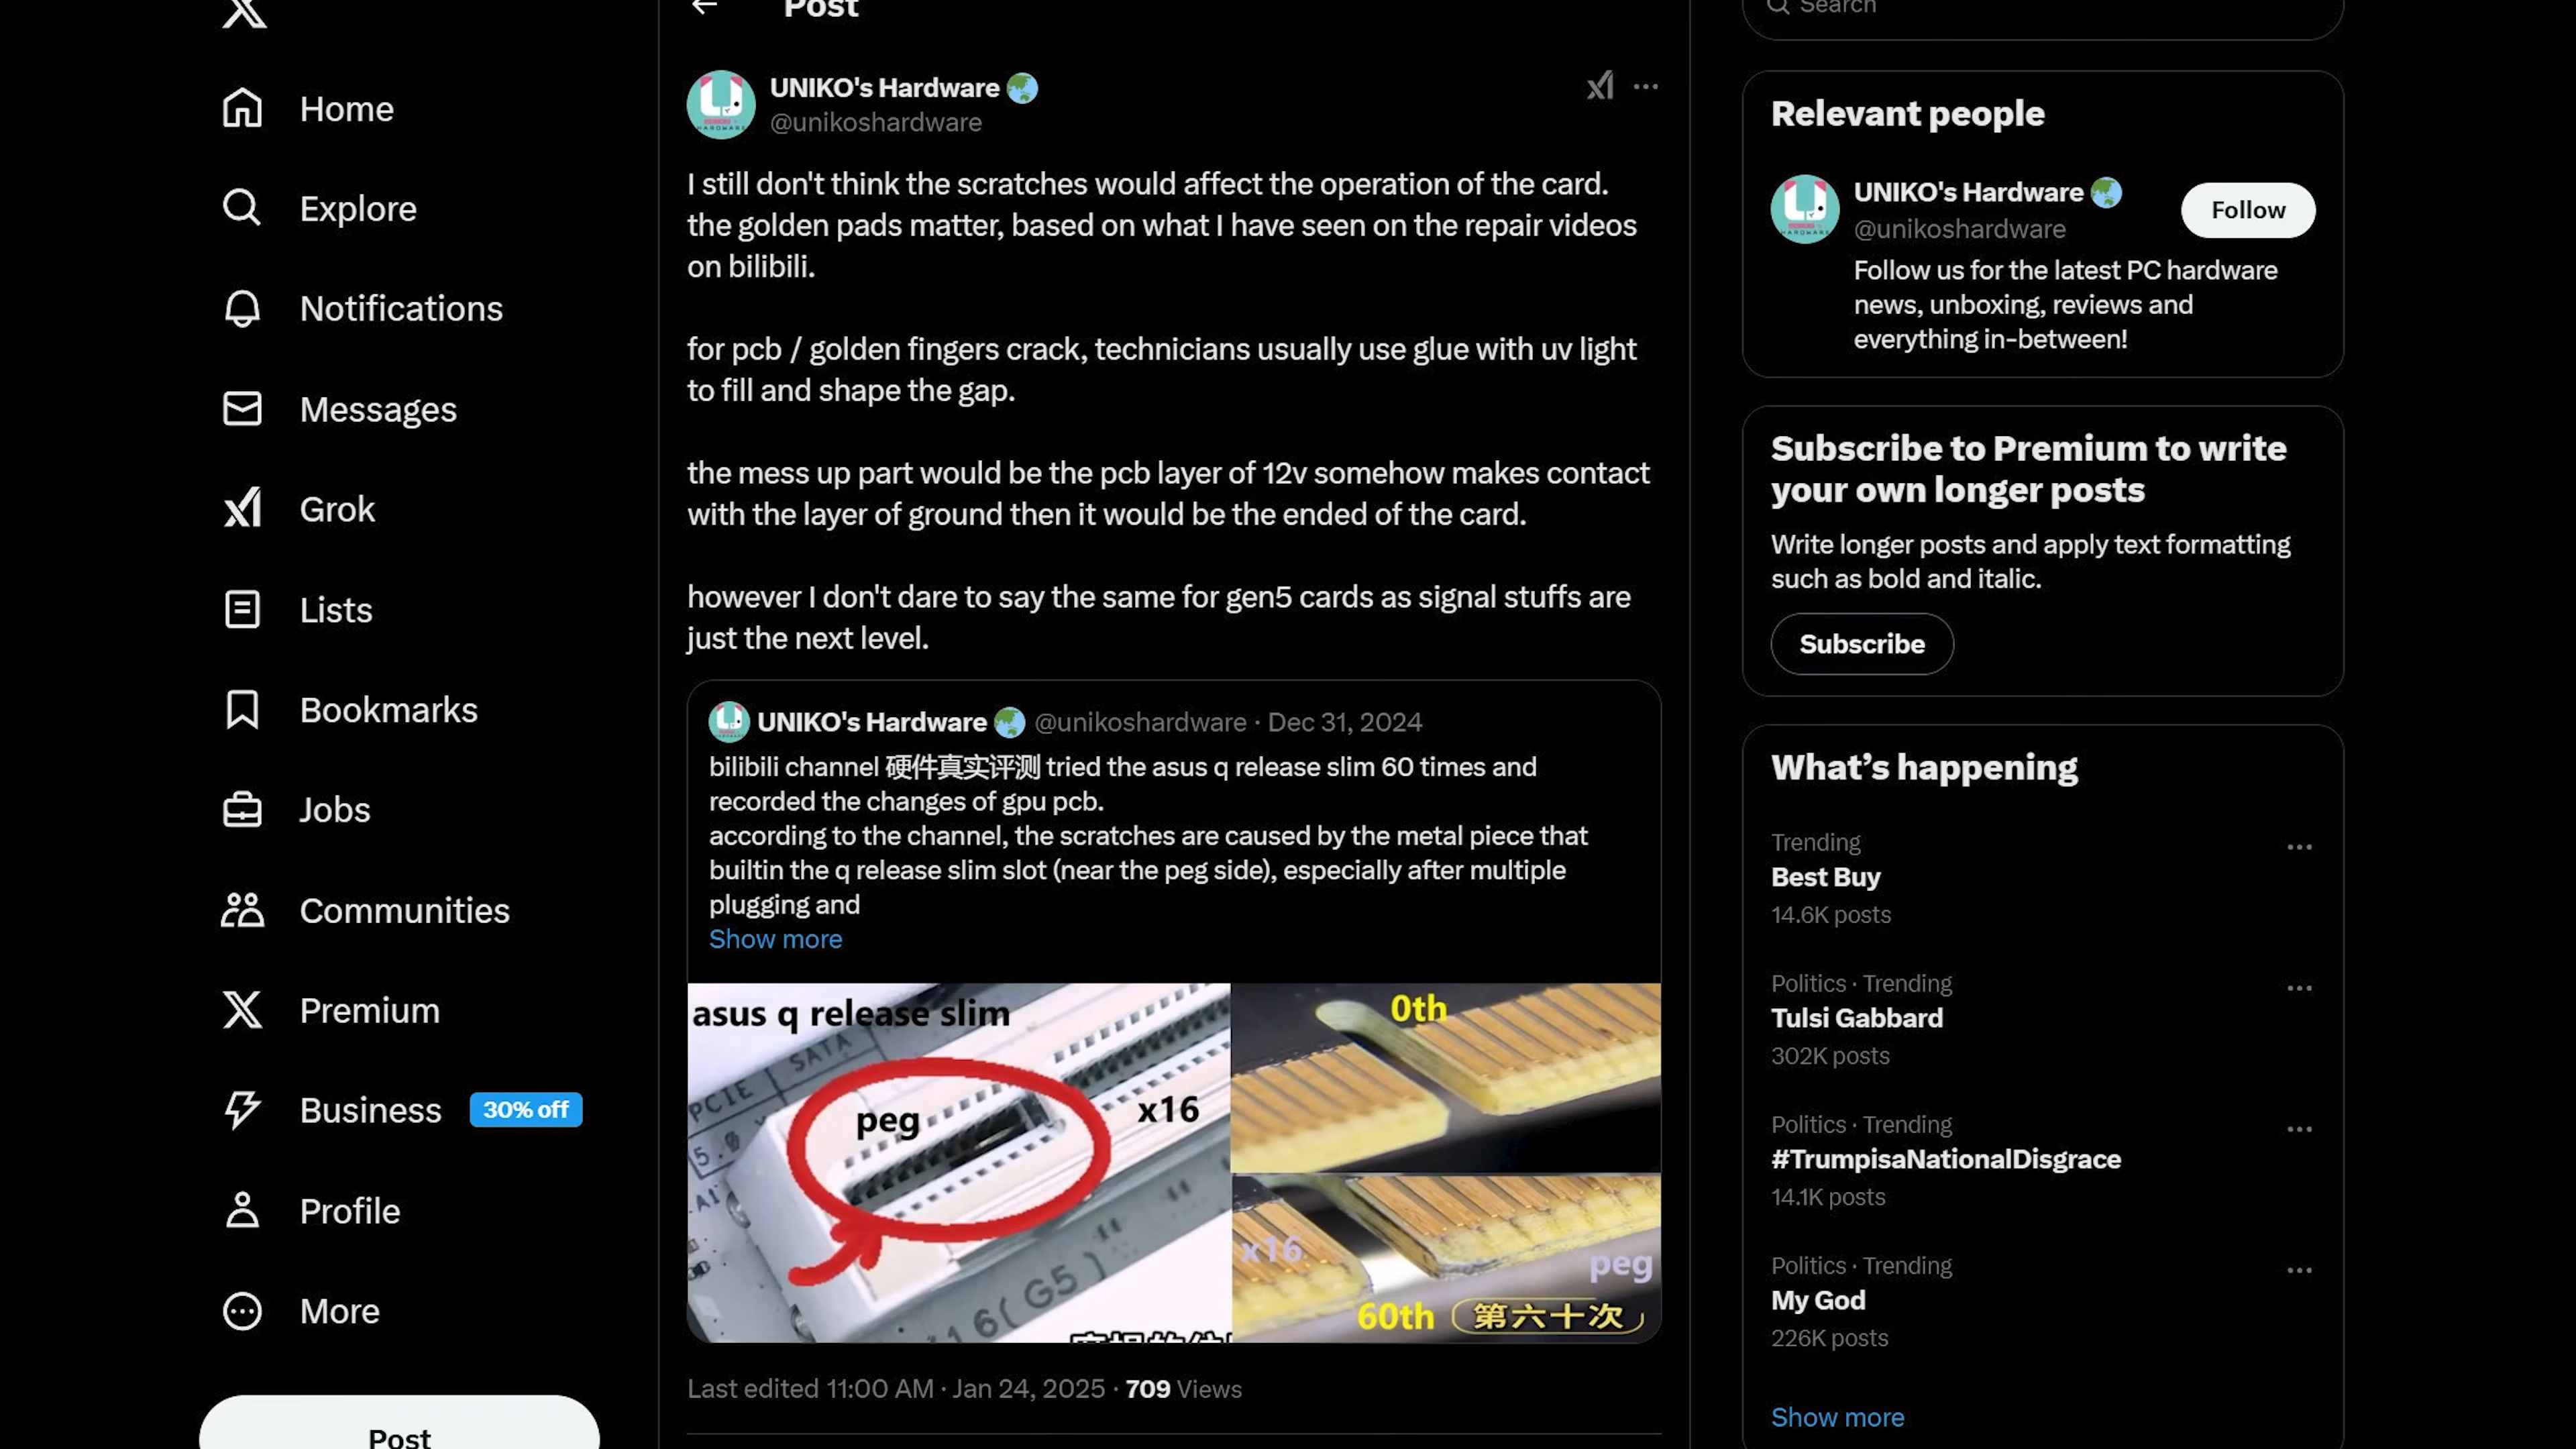 Post
Search
Home
Explore
Notifications
Messages
Grok
Lists
Bookmarks
Jobs
Communities
Premium
Business 30% off
Profile
More
Post
UNIKO's Hardware
@unikoshardware
I still don't think the scratches would affect the operation of the card.
the golden pads matter, based on what I have seen on the repair videos
on bilibili.
for pcb / golden fingers crack, technicians usually use glue with uv light
to fill and shape the gap.
the mess up part would be the pcb layer of 12v somehow makes contact
with the layer of ground then it would be the ended of the card.
however I don't dare to say the same for gen5 cards as signal stuffs are
just the next level.
UNIKO's Hardware @unikoshardware · Dec 31, 2024
bilibili channel 硬件真实评测 tried the asus q release slim 60 times and
recorded the changes of gpu pcb.
according to the channel, the scratches are caused by the metal piece that
builtin the q release slim slot (near the peg side), especially after multiple
plugging and
Show more
asus q release slim
SATA
PCIE
5.0
peg
x16
16(G5)
0th
x16
peg
60th 第六十次
Last edited 11:00 AM · Jan 24, 2025 · 709 Views
Relevant people
UNIKO's Hardware
@unikoshardware
Follow
Follow us for the latest PC hardware
news, unboxing, reviews and
everything in-between!
Subscribe to Premium to write
your own longer posts
Write longer posts and apply text formatting
such as bold and italic.
Subscribe
What's happening
Trending
Best Buy
14.6K posts
Politics · Trending
Tulsi Gabbard
302K posts
Politics · Trending
#TrumpisaNationalDisgrace
14.1K posts
Politics · Trending
My God
226K posts
Show more